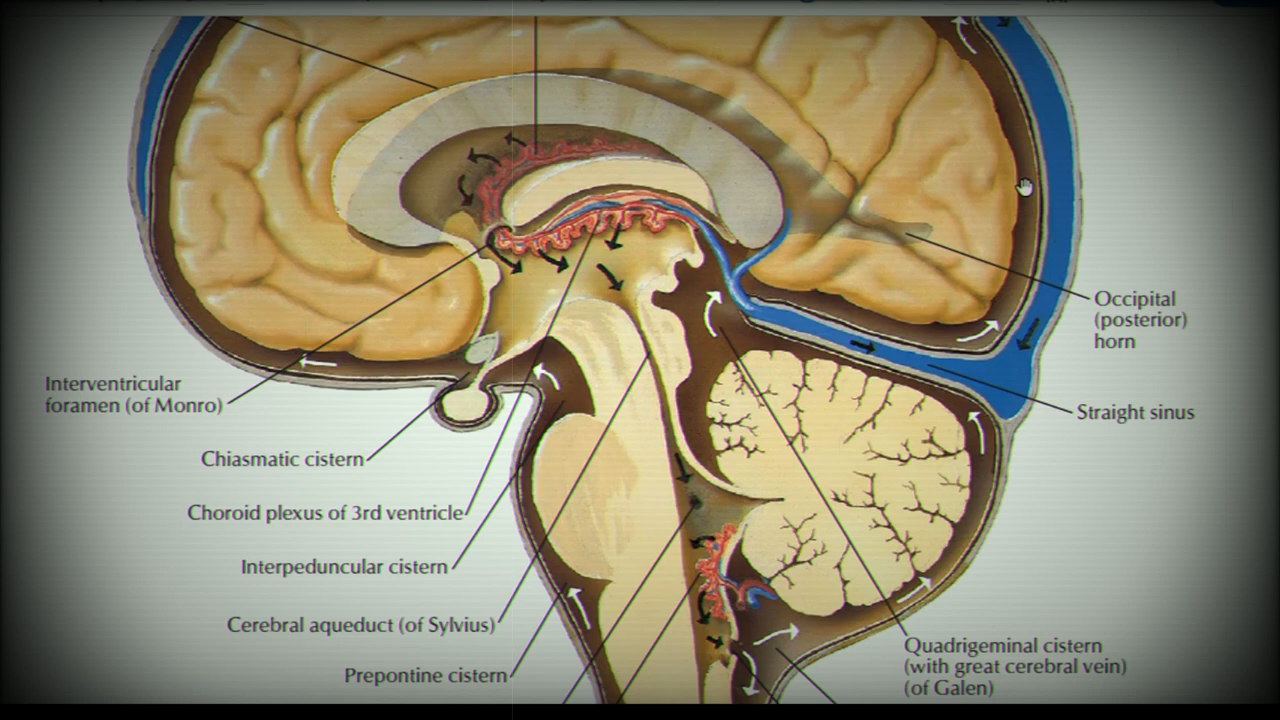 Occipital
(posterior)
horn
Interventricular
foramen (of Monro)
Straight sinus
Chiasmatic cistern
Choroid plexus of 3rd ventricle
Interpeduncular cistern
Cerebral aqueduct (of Sylvius)
Prepontine cistern
Quadrigeminal cistern
(with great cerebral vein)
(of Galen)